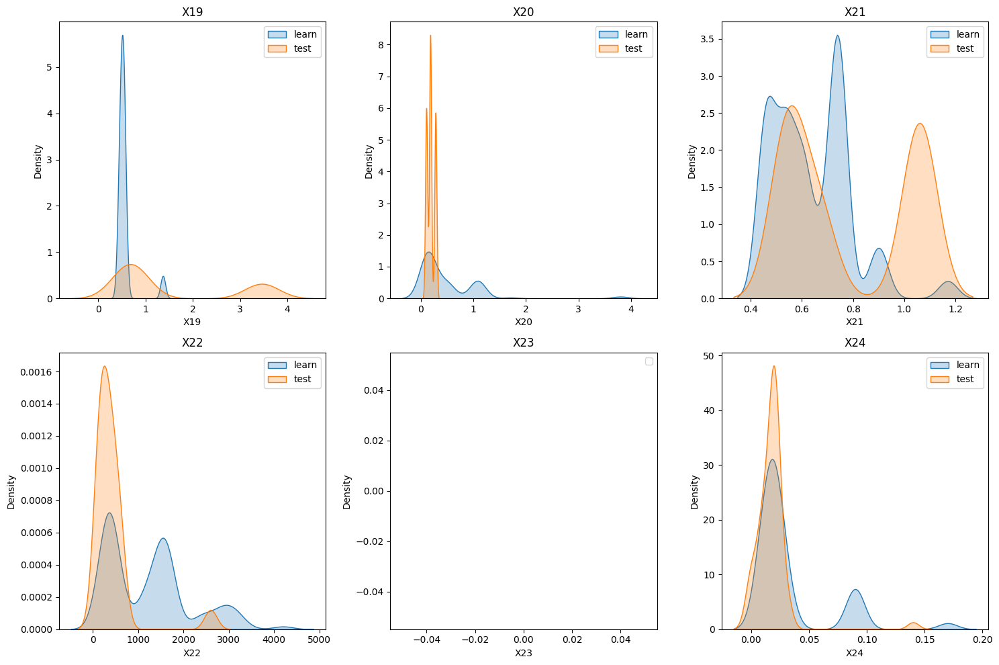 X19
learn
test
Density
5
4
3
2
1
0
0
1
2
3
4
X19
X20
learn
test
Density
8
7
6
5
4
3
2
1
0
0
1
2
3
4
X20
X21
learn
test
Density
3.5
3.0
2.5
2.0
1.5
1.0
0.5
0.0
0.4
0.6
0.8
1.0
1.2
X21
X22
learn
test
Density
0.0016
0.0014
0.0012
0.0010
0.0008
0.0006
0.0004
0.0002
0.0000
0
1000
2000
3000
4000
5000
X22
X23
Density
0.04
0.02
0.00
−0.02
−0.04
−0.04
−0.02
0.00
0.02
0.04
X23
X24
learn
test
Density
50
40
30
20
10
0
0.00
0.05
0.10
0.15
0.20
X24